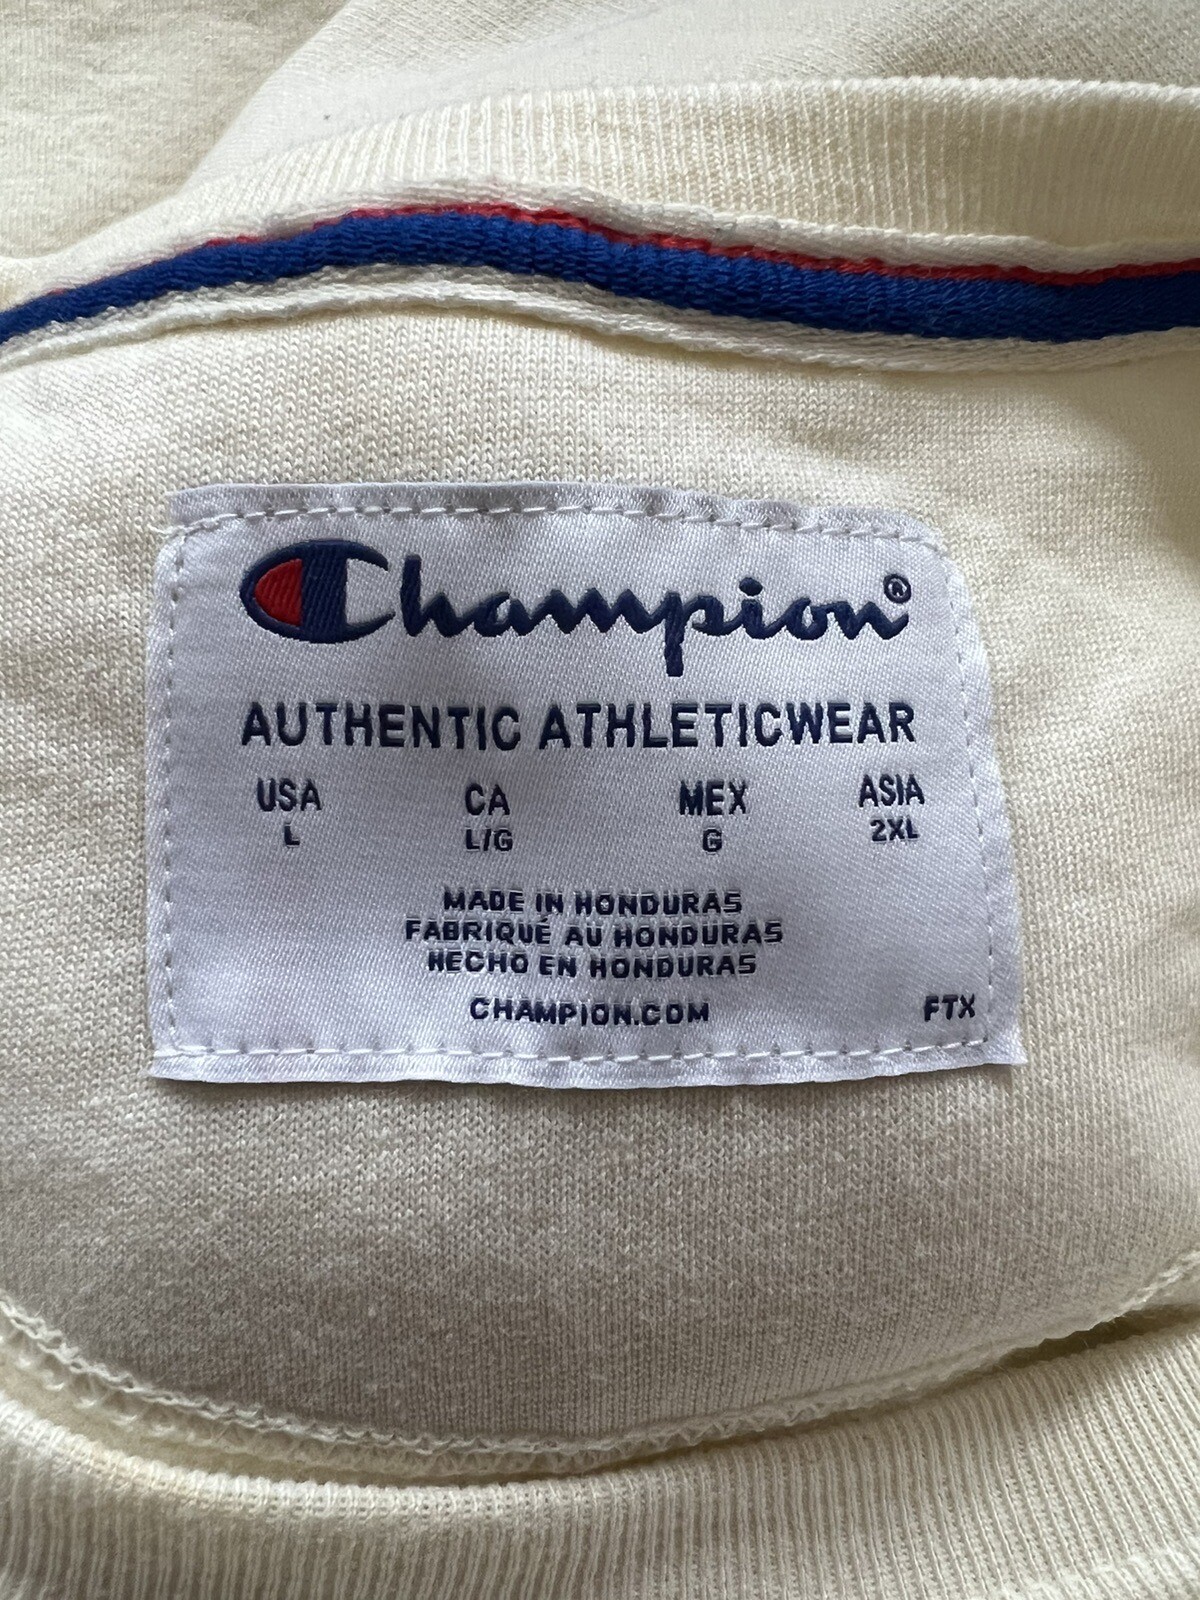 Champion®
AUTHENTIC ATHLETICWEAR
USA CA MEX ASIA
L L/G G 2XL
MADE IN HONDURAS
FABRIQUÉ AU HONDURAS
HECHO EN HONDURAS
CHAMPION.COM FTX